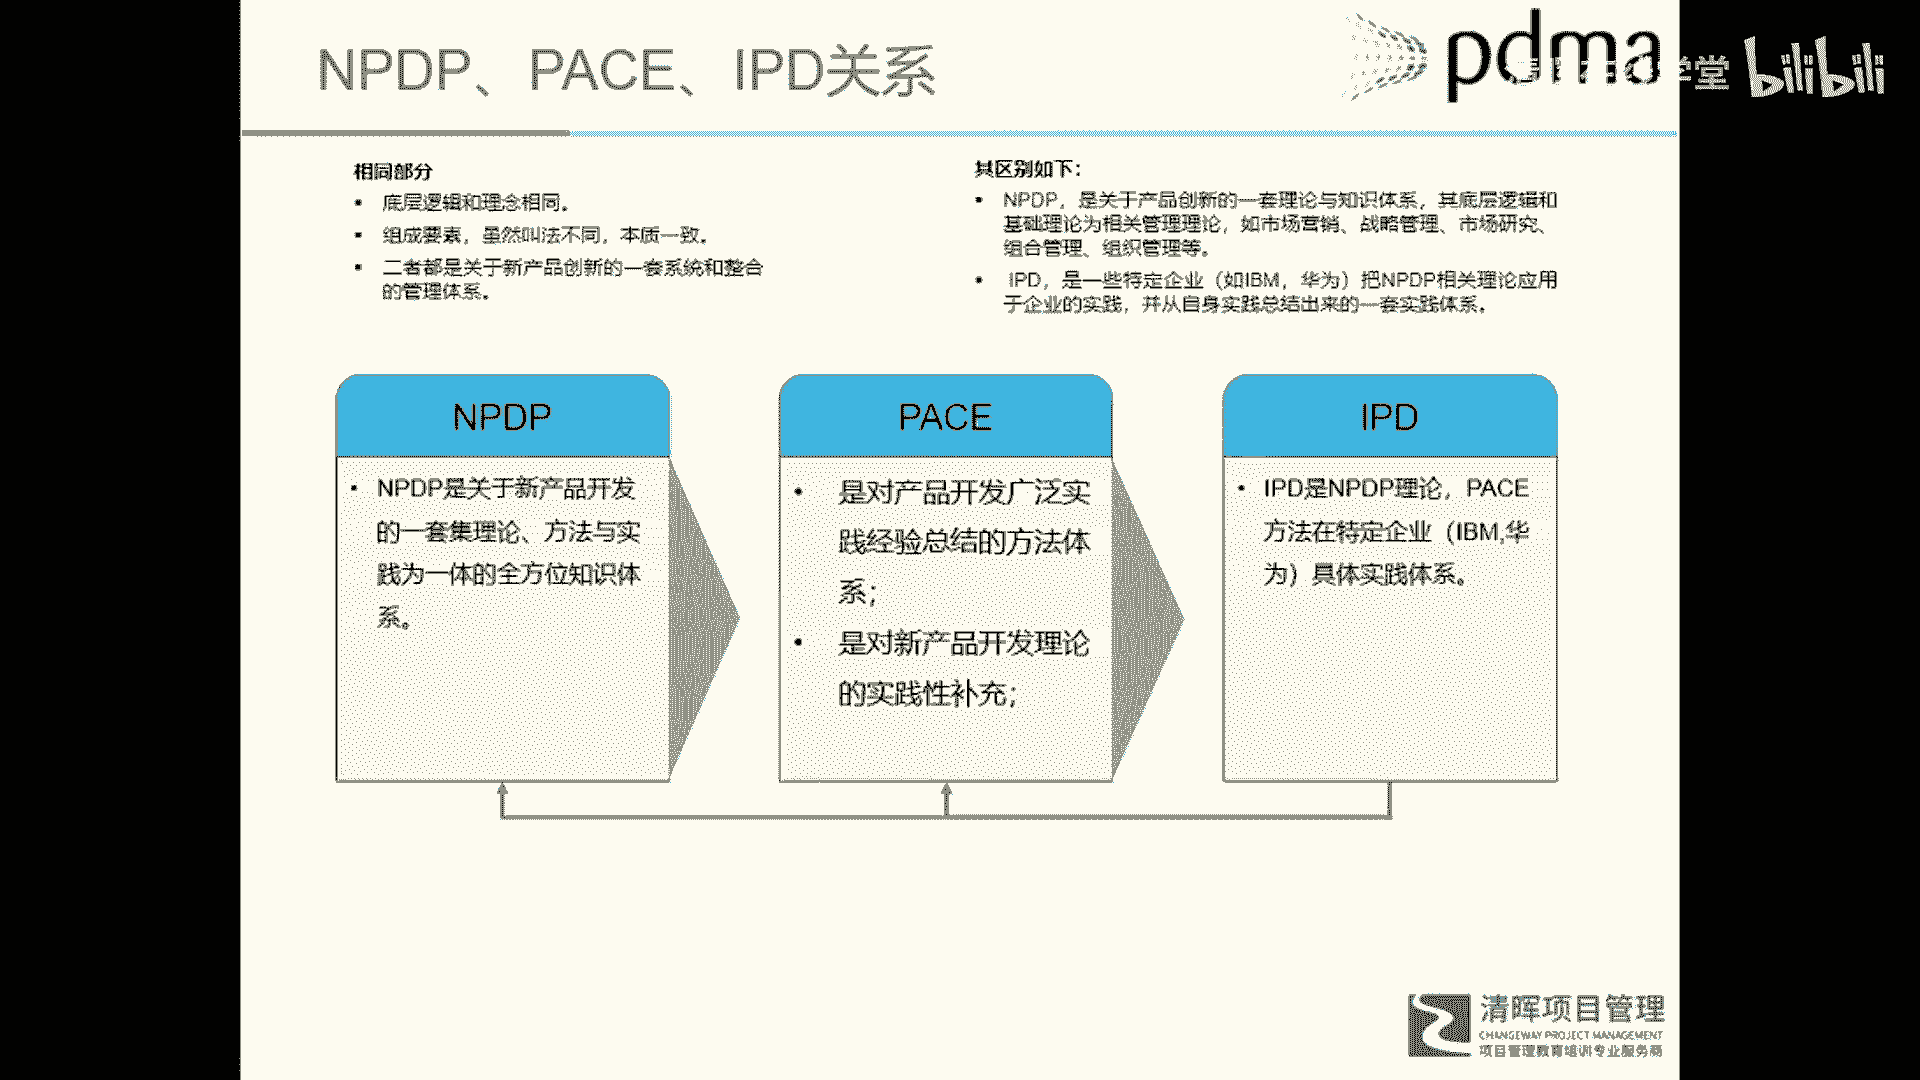 NPDP、PACE、IPD关系
pdma
学堂
bilibili
相同部分
• 底层逻辑和理念相同。
• 组成要素，虽然叫法不同，本质一致。
• 二者都是关于新产品创新的一套系统和整合
的管理体系。
其区别如下：
• NPDP，是关于产品创新的一套理论与知识体系，其底层逻辑和
基础理论为相关管理理论，如市场营销、战略管理、市场研究、
组合管理、组织管理等。
• IPD，是一些特定企业（如IBM，华为）把NPDP相关理论应用
于企业的实践，并从自身实践总结出来的一套实践体系。
NPDP
• NPDP是关于新产品开发
的一套集理论、方法与实
践为一体的全方位知识体
系。
PACE
• 是对产品开发广泛实
践经验总结的方法体
系；
• 是对新产品开发理论
的实践性补充；
IPD
• IPD是NPDP理论，PACE
方法在特定企业（IBM,华
为）具体实践体系。
清晖项目管理
CHANGEWAY PROJECT MANAGEMENT
项目管理教育培训专业服务商